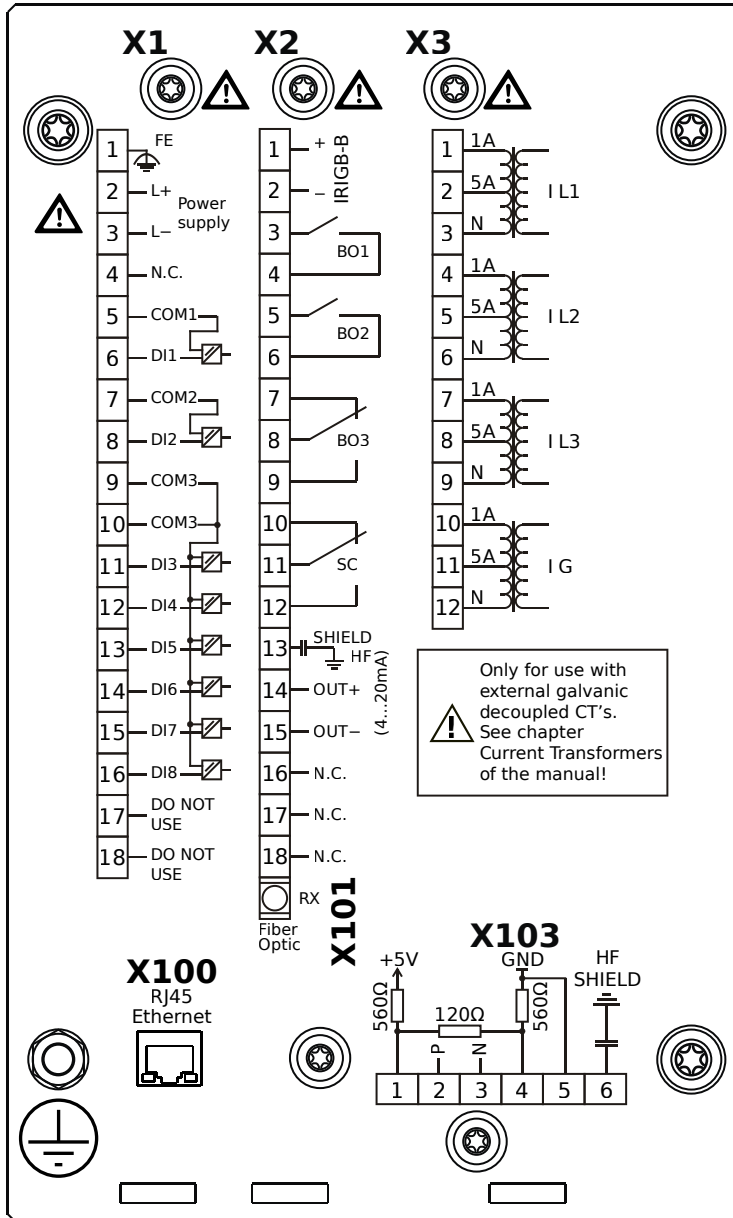 X1
X2
X3
1
FE
2
L+
Power
supply
3
L−
4
N.C.
5
COM1
6
DI1
7
COM2
8
DI2
9
COM3
10
COM3
11
DI3
12
DI4
13
DI5
14
DI6
15
DI7
16
DI8
17
DO NOT
USE
18
DO NOT
USE
1
+
2
−
IRIGB-B
3
4
BO1
5
6
BO2
7
8
9
BO3
10
11
12
SC
13
SHIELD
HF
14
OUT+
15
OUT−
(4...20mA)
16
N.C.
17
N.C.
18
N.C.
RX
Fiber
Optic
X101
1
1A
2
5A
3
N
I L1
4
1A
5
5A
6
N
I L2
7
1A
8
5A
9
N
I L3
10
1A
11
5A
12
N
I G
!
!
!
!
!
Only for use with
external galvanic
decoupled CT's.
See chapter
Current Transformers
of the manual!
X100
RJ45
Ethernet
X103
+5V
GND
HF
SHIELD
560Ω
120Ω
560Ω
P
N
1
2
3
4
5
6